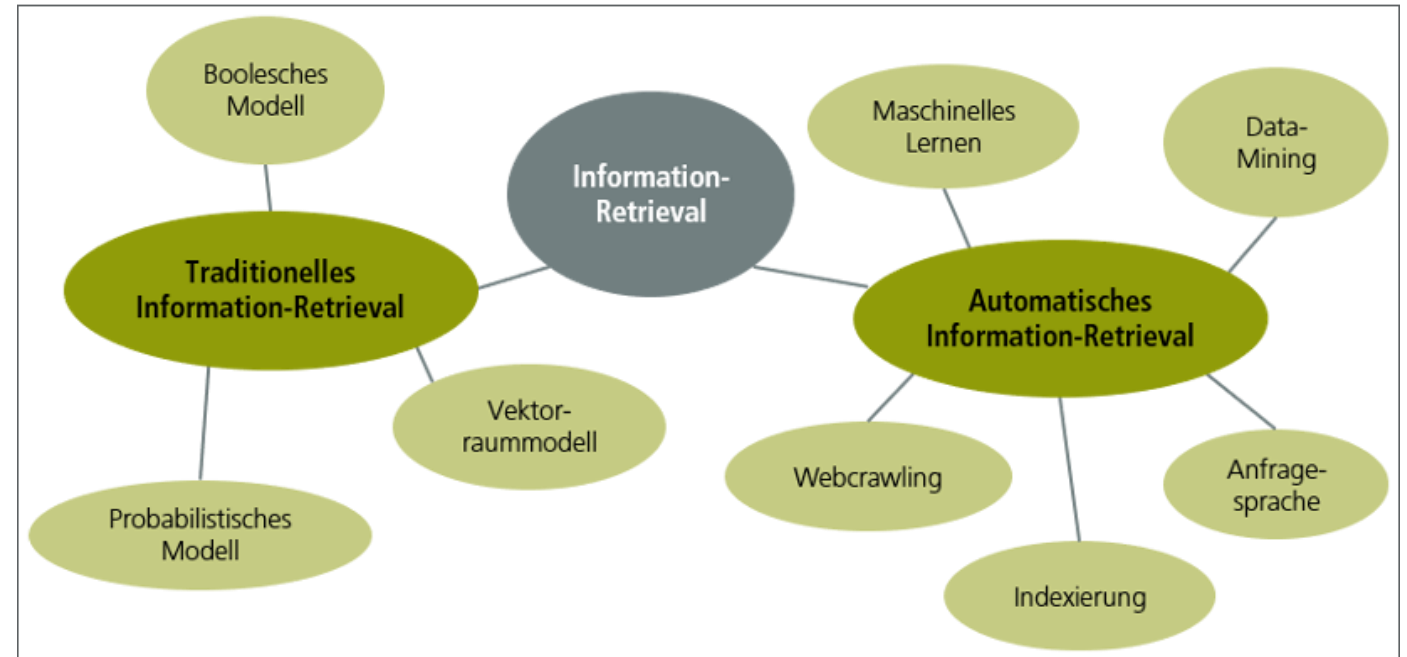 Boolesches
Modell
Information-
Retrieval
Maschinelles
Lernen
Data-
Mining
Traditionelles
Information-Retrieval
Automatisches
Information-Retrieval
Vektor-
raummodell
Webcrawling
Anfrage-
sprache
Probabilistisches
Modell
Indexierung